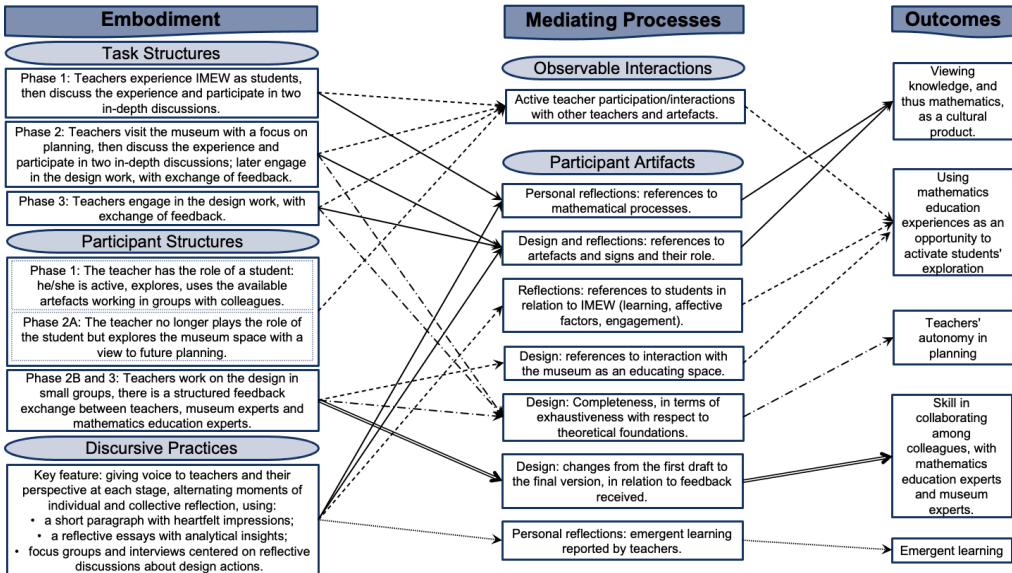 Embodiment
Task Structures
Phase 1: Teachers experience IMEW as students,
then discuss the experience and participate in two
in-depth discussions.
Phase 2: Teachers visit the museum with a focus on
planning, then discuss the experience and
participate in two in-depth discussions; later engage
in the design work, with exchange of feedback.
Phase 3: Teachers engage in the design work, with
exchange of feedback.
Participant Structures
Phase 1: The teacher has the role of a student:
he/she is active, explores, uses the available
artefacts working in groups with colleagues.
Phase 2A: The teacher no longer plays the role of
the student but explores the museum space with a
view to future planning.
Phase 2B and 3: Teachers work on the design in
small groups, there is a structured feedback
exchange between teachers, museum experts and
mathematics education experts.
Discursive Practices
Key feature: giving voice to teachers and their
perspective at each stage, alternating moments of
individual and collective reflection, using:
• a short paragraph with heartfelt impressions;
• a reflective essays with analytical insights;
• focus groups and interviews centered on reflective
discussions about design actions.
Mediating Processes
Observable Interactions
Active teacher participation/interactions
with other teachers and artefacts.
Participant Artifacts
Personal reflections: references to
mathematical processes.
Design and reflections: references to
artefacts and signs and their role.
Reflections: references to students in
relation to IMEW (learning, affective
factors, engagement).
Design: references to interaction with the
museum as an educating space.
Design: Completeness, in terms of
exhaustiveness with respect to
theoretical foundations.
Design: changes from the first draft to
the final version, in relation to feedback
received.
Personal reflections: emergent learning
reported by teachers.
Outcomes
Viewing
knowledge, and
thus mathematics,
as a cultural
product.
Using
mathematics
education
experiences as an
opportunity to
activate students'
exploration
Teachers'
autonomy in
planning
Skill in
collaborating
among
colleagues, with
mathematics
education experts
and museum
experts.
Emergent learning